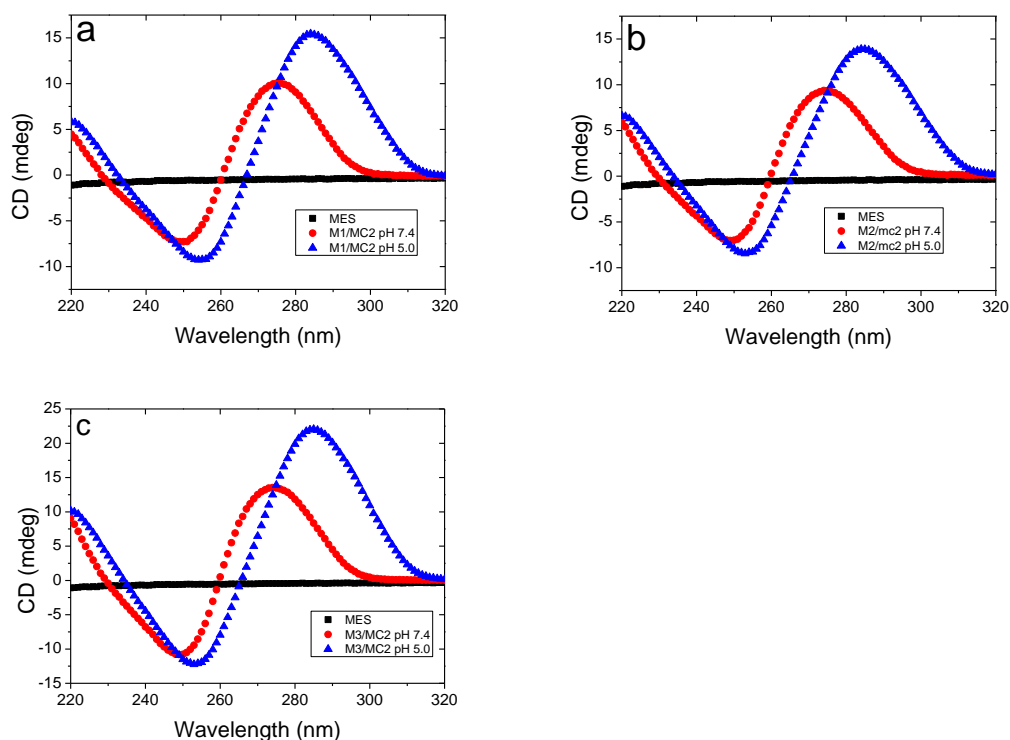 a
15
10
5
0
-5
-10
CD (mdeg)
MES
M1/MC2 pH 7.4
M1/MC2 pH 5.0
220 240 260 280 300 320
Wavelength (nm)
b
15
10
5
0
-5
-10
CD (mdeg)
MES
M2/mc2 pH 7.4
M2/mc2 pH 5.0
220 240 260 280 300 320
Wavelength (nm)
c
25
20
15
10
5
0
-5
-10
-15
CD (mdeg)
MES
M3/MC2 pH 7.4
M3/MC2 pH 5.0
220 240 260 280 300 320
Wavelength (nm)